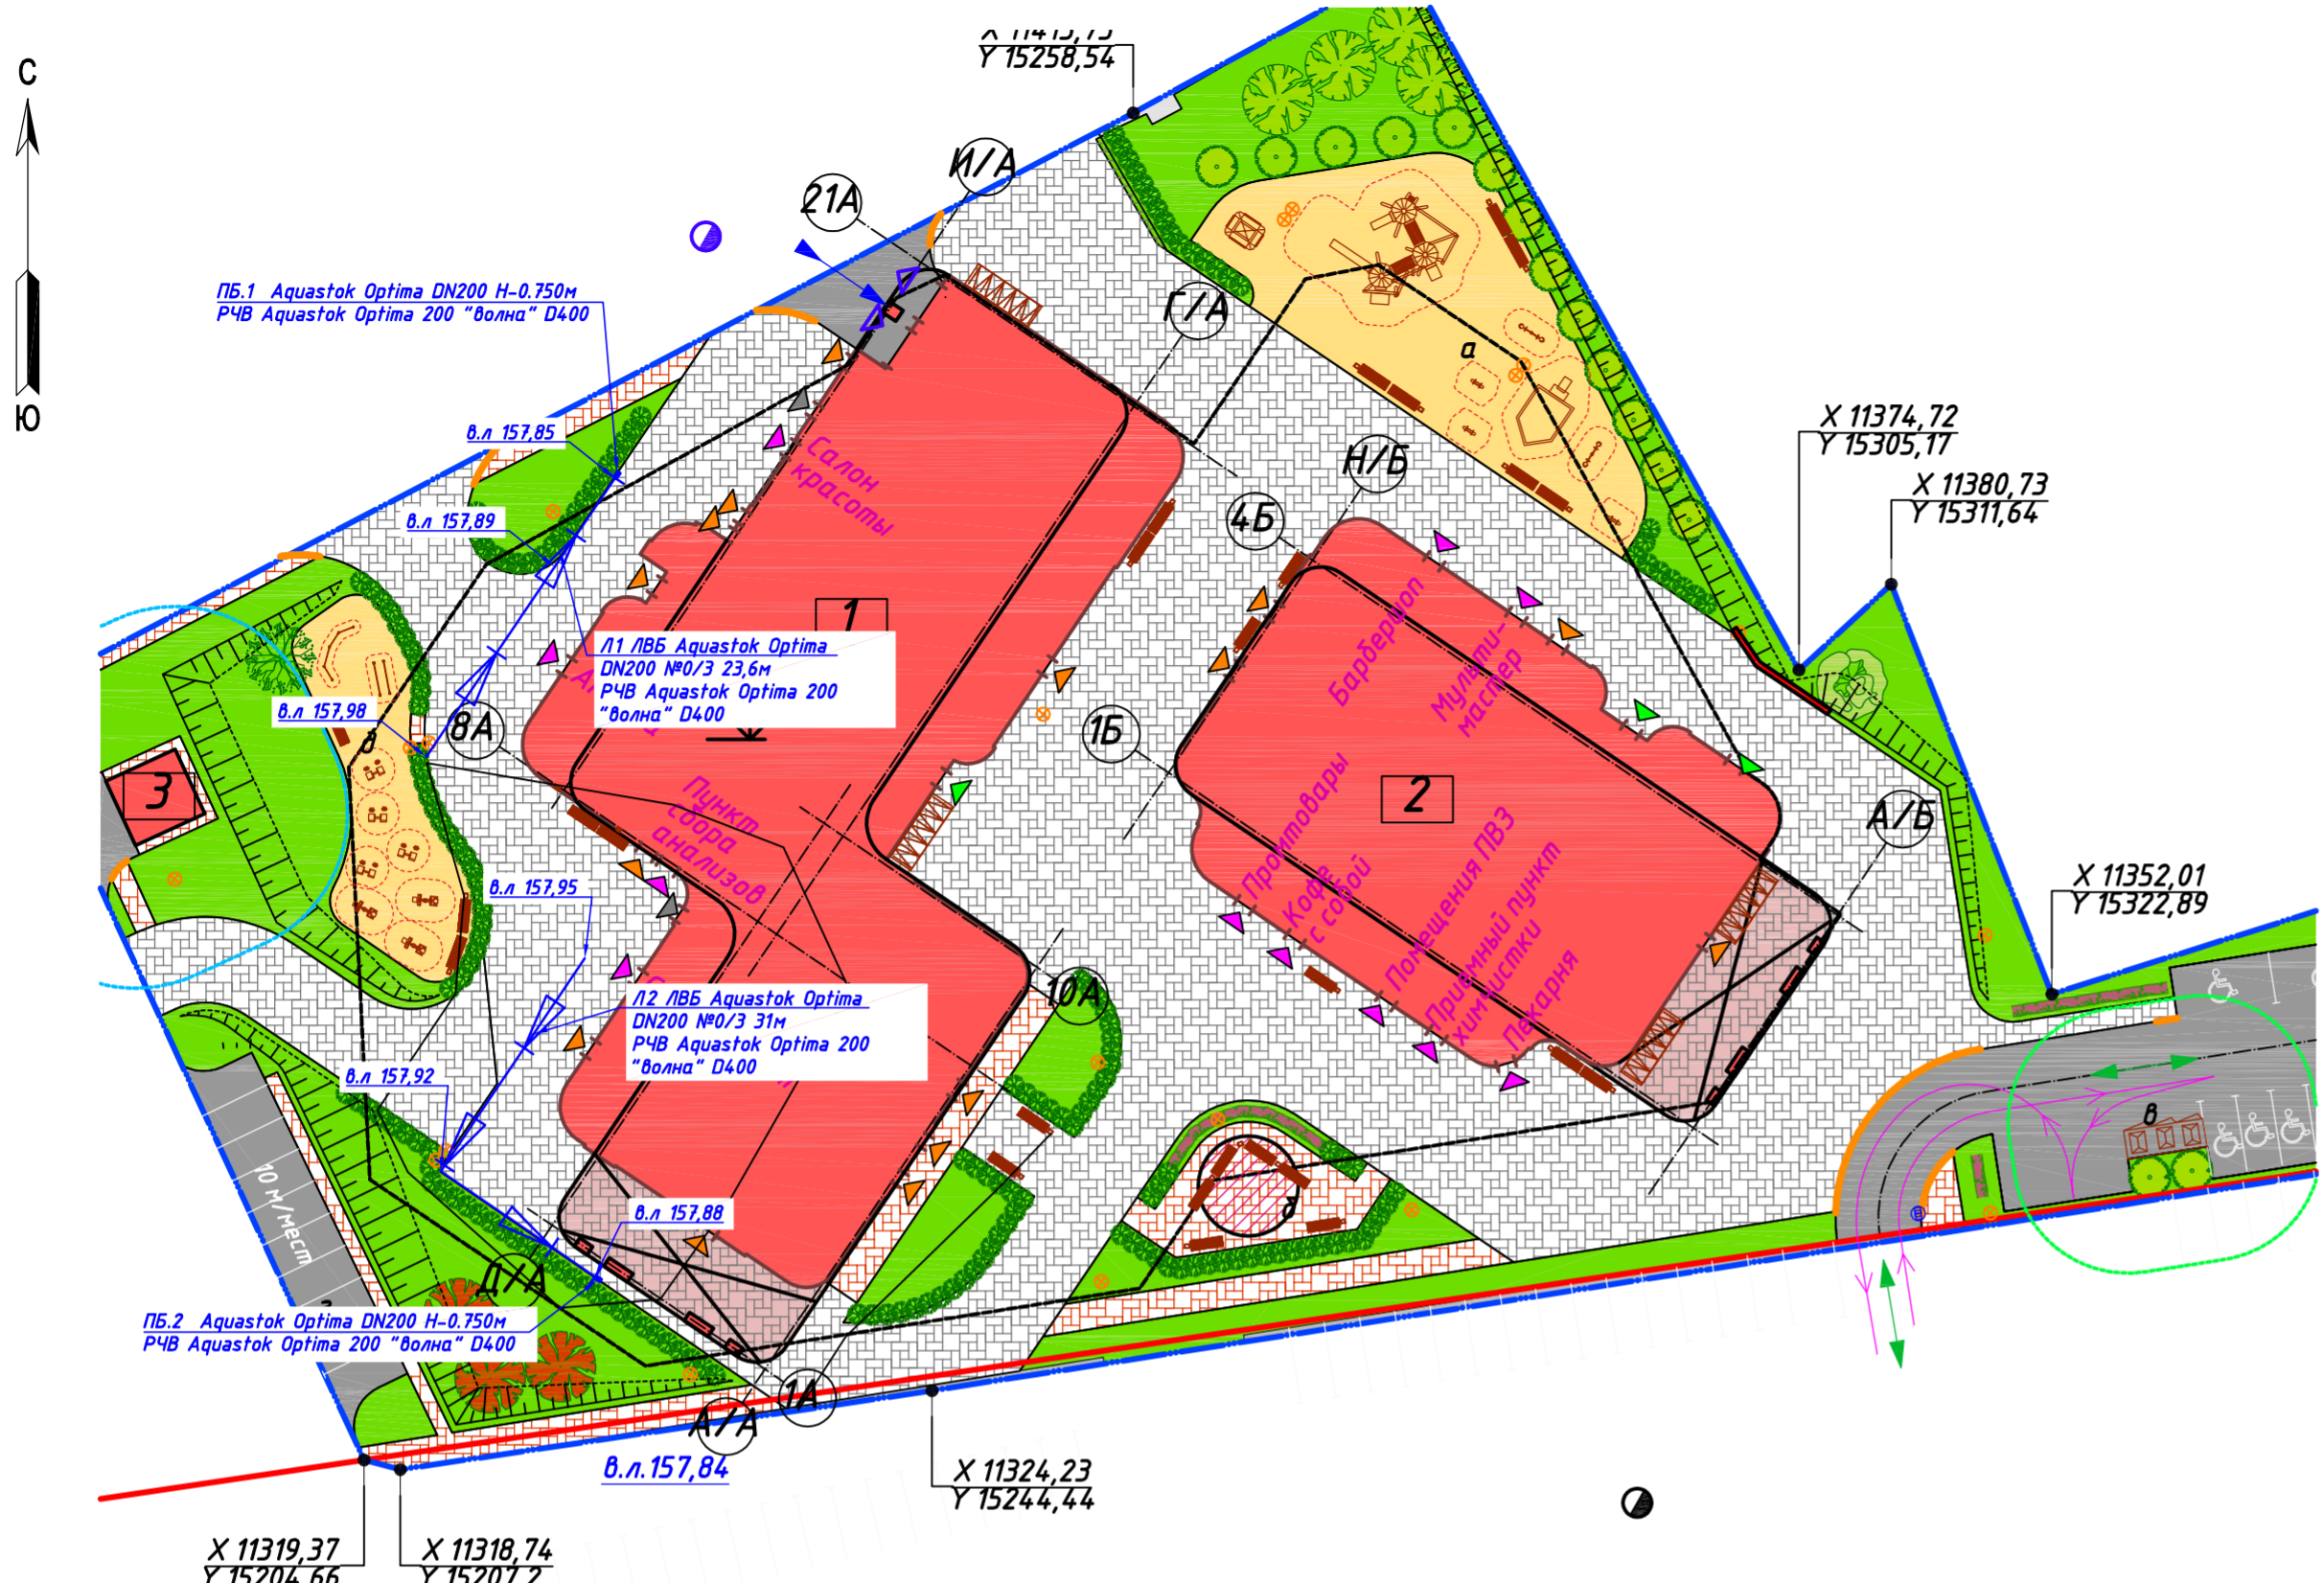 X 11413,73
Y 15258,54
С
И/А
21А
ПБ.1 Aquastok Optima DN200 H-0.750м
РЧВ Aquastok Optima 200 "волна" D400
Г/А
а
X 11374,72
Y 15305,17
в.л 157,85
Ю
Салон
красоты
Н/Б
X 11380,73
Y 15311,64
4Б
в.л 157,89
1
Л1 ЛВБ Aquastok Optima
DN200 №0/3 23,6м
РЧВ Aquastok Optima 200
"волна" D400
Барбершоп
Мульти-
мастер
в.л 157,98
8А
д
1Б
3
Пункт
сбора
анализов
2
А/Б
Промтовары
Кофе
с собой
Помещения ПВЗ
Приемный пункт
химчистки
Пекарня
в.л 157,95
X 11352,01
Y 15322,89
Л2 ЛВБ Aquastok Optima
DN200 №0/3 31м
РЧВ Aquastok Optima 200
"волна" D400
10А
в.л 157,92
в
10 м/мест
в.л 157,88
б
Д/А
ПБ.2 Aquastok Optima DN200 H-0.750м
РЧВ Aquastok Optima 200 "волна" D400
1А
А/А
в.л.157,84
X 11324,23
Y 15244,44
X 11319,37
Y 15204,66
X 11318,74
Y 15207,2